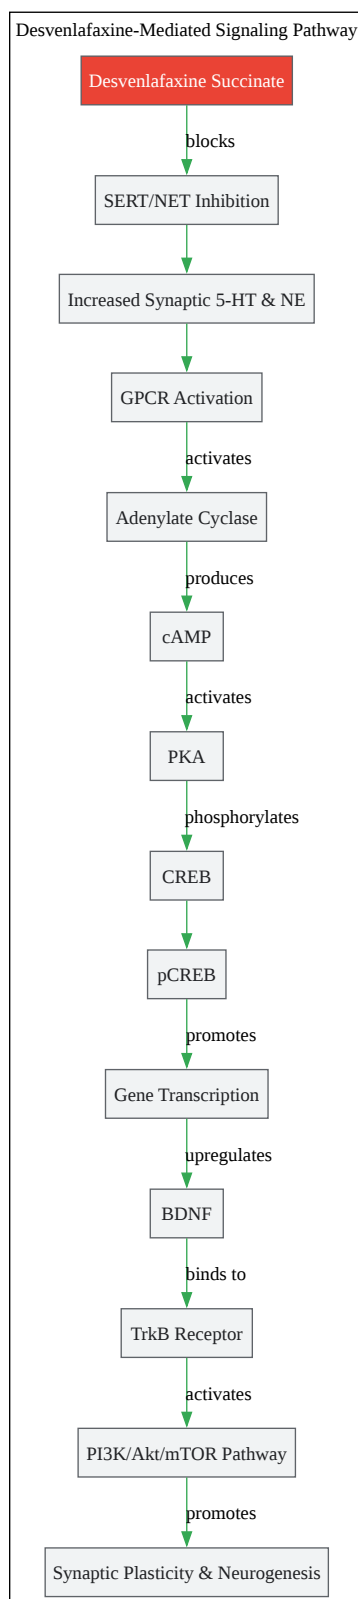 Desvenlafaxine-Mediated Signaling Pathway
Desvenlafaxine Succinate
blocks
SERT/NET Inhibition
Increased Synaptic 5-HT & NE
GPCR Activation
activates
Adenylate Cyclase
produces
cAMP
activates
PKA
phosphorylates
CREB
pCREB
promotes
Gene Transcription
upregulates
BDNF
binds to
TrkB Receptor
activates
PI3K/Akt/mTOR Pathway
promotes
Synaptic Plasticity & Neurogenesis